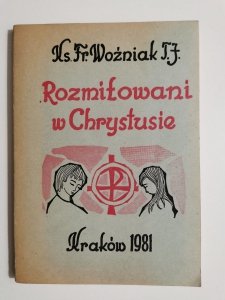 Ks. Fr. Woźniak T.J.
Rozmiłowani
w Chrystusie
Kraków 1981